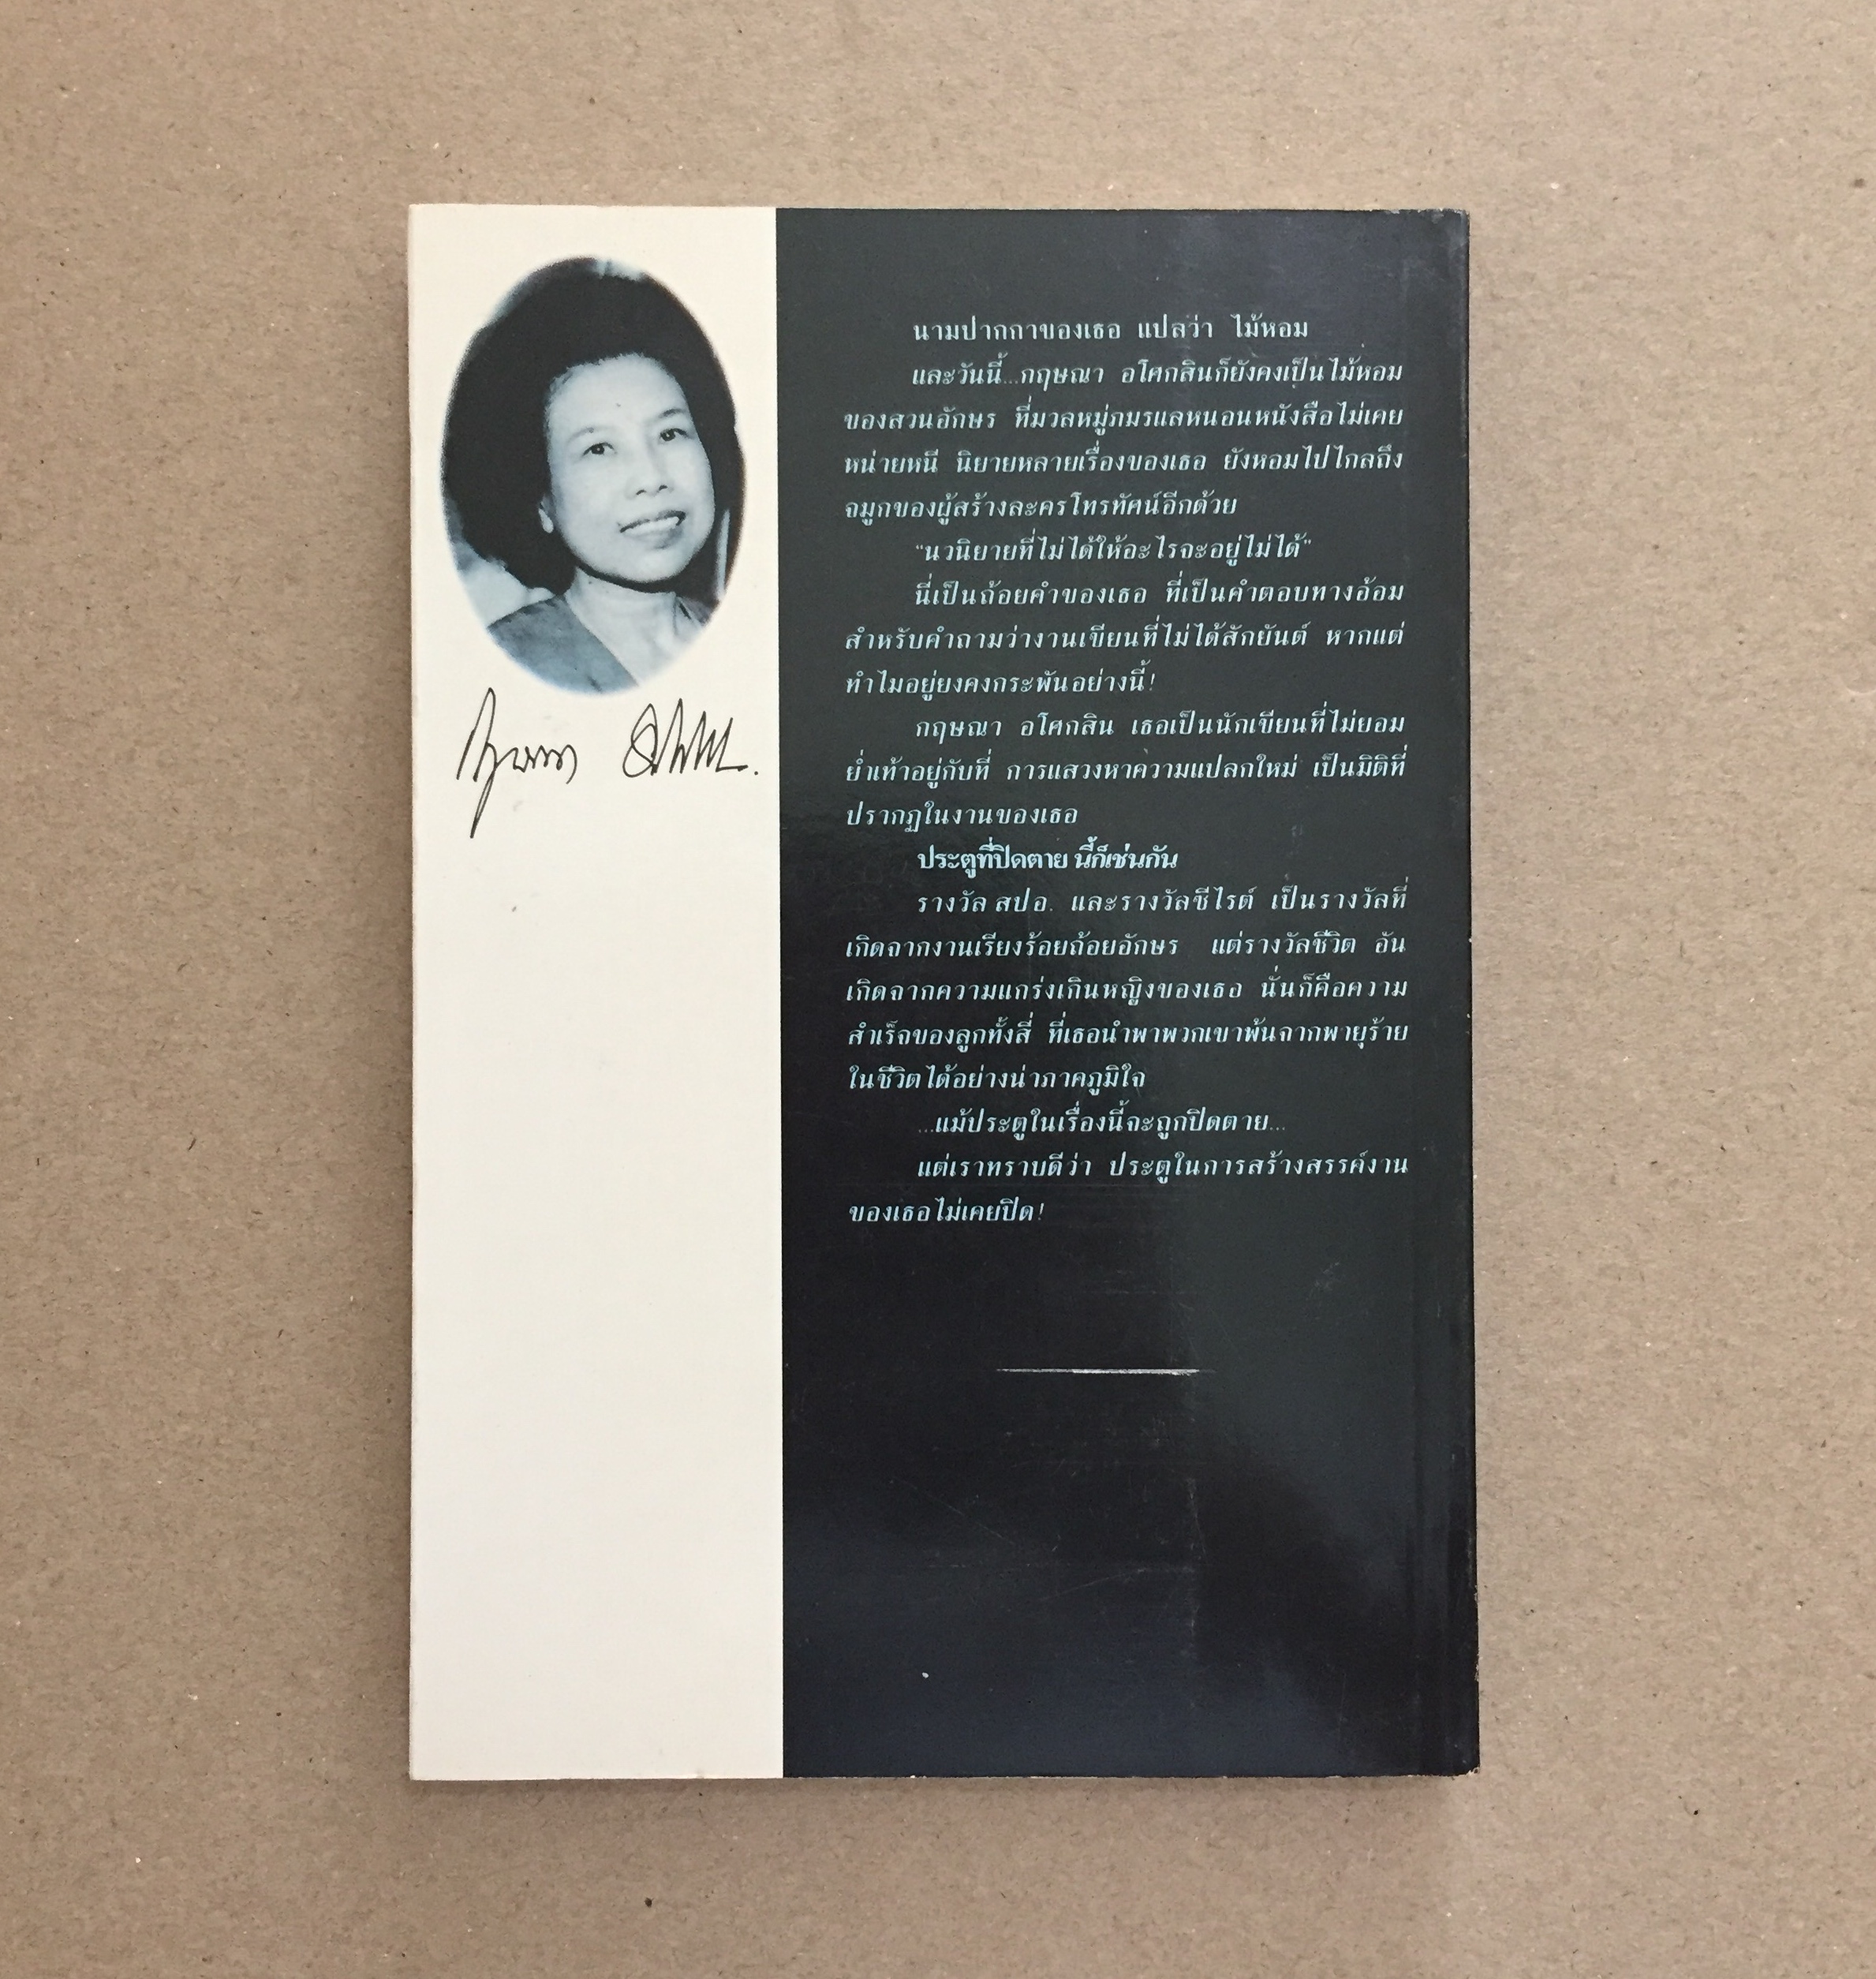 นามปากกาของเธอ แปลว่า ไม้หอม
และวันนี้...กฤษณา อโศกสินก็ยังคงเป็นไม้หอม
ของสวนอักษร ที่มวลหมู่ภมรแลหนอนหนังสือไม่เคย
หน่ายหนี นิยายหลายเรื่องของเธอ ยังหอมไปไกลถึง
จมูกของผู้สร้างละครโทรทัศน์อีกด้วย
"นวนิยายที่ไม่ได้ให้อะไรจะอยู่ไม่ได้"
นี่เป็นถ้อยคำของเธอ ที่เป็นคำตอบทางอ้อม
สำหรับคำถามว่างานเขียนที่ไม่ได้สักยันต์ หากแต่
ทำไมอยู่ยงคงกระพันอย่างนี้!
กฤษณา อโศกสิน เธอเป็นนักเขียนที่ไม่ยอม
ย่ำเท้าอยู่กับที่ การแสวงหาความแปลกใหม่ เป็นมิติที่
ปรากฏในงานของเธอ
ประตูที่ปิดตาย นี้ก็เช่นกัน
รางวัล สปอ. และรางวัลซีไรต์ เป็นรางวัลที่
เกิดจากงานเรียงร้อยถ้อยอักษร แต่รางวัลชีวิต อัน
เกิดจากความแกร่งเกินหญิงของเธอ นั่นก็คือความ
สำเร็จของลูกทั้งสี่ ที่เธอนำพาพวกเขาพ้นจากพายุร้าย
ในชีวิตได้อย่างน่าภาคภูมิใจ
...แม้ประตูในเรื่องนี้จะถูกปิดตาย...
แต่เราทราบดีว่า ประตูในการสร้างสรรค์งาน
ของเธอไม่เคยปิด!
กฤษณา อโศกสิน.